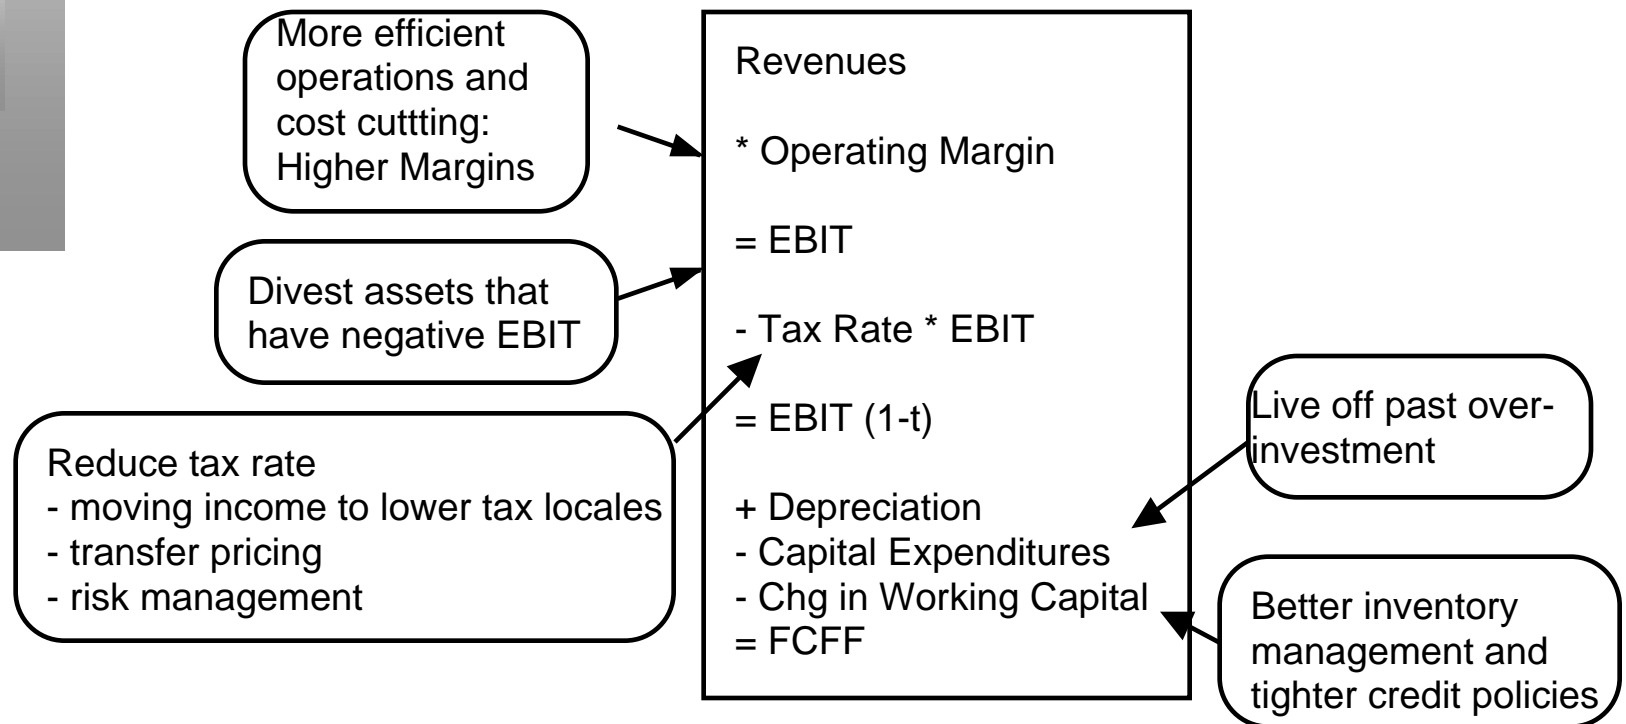 More efficient
operations and
cost cuttting:
Higher Margins
Divest assets that
have negative EBIT
Reduce tax rate
- moving income to lower tax locales
- transfer pricing
- risk management
Revenues
* Operating Margin
= EBIT
- Tax Rate * EBIT
= EBIT (1-t)
+ Depreciation
- Capital Expenditures
- Chg in Working Capital
= FCFF
Live off past over-
investment
Better inventory
management and
tighter credit policies